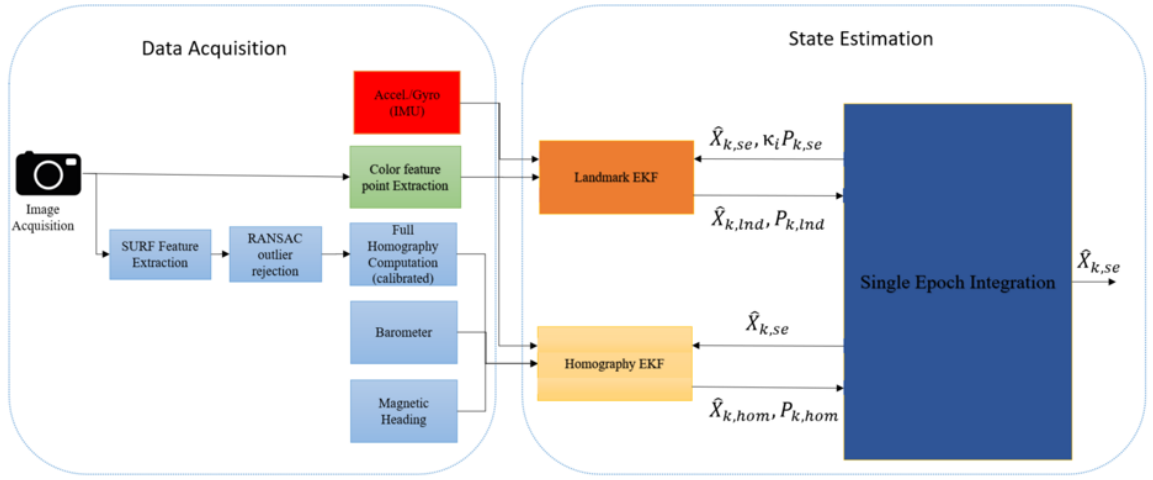 Data Acquisition
State Estimation
Accel./Gyro
(IMU)
Color feature
point Extraction
Image
Acquisition
SURF Feature
Extraction
RANSAC
outlier
rejection
Full
Homography
Computation
(calibrated)
Barometer
Magnetic
Heading
Landmark EKF
Homography EKF
X̂k,se, κiPk,se
X̂k,lnd, Pk,lnd
X̂k,se
X̂k,hom, Pk,hom
Single Epoch Integration
X̂k,se